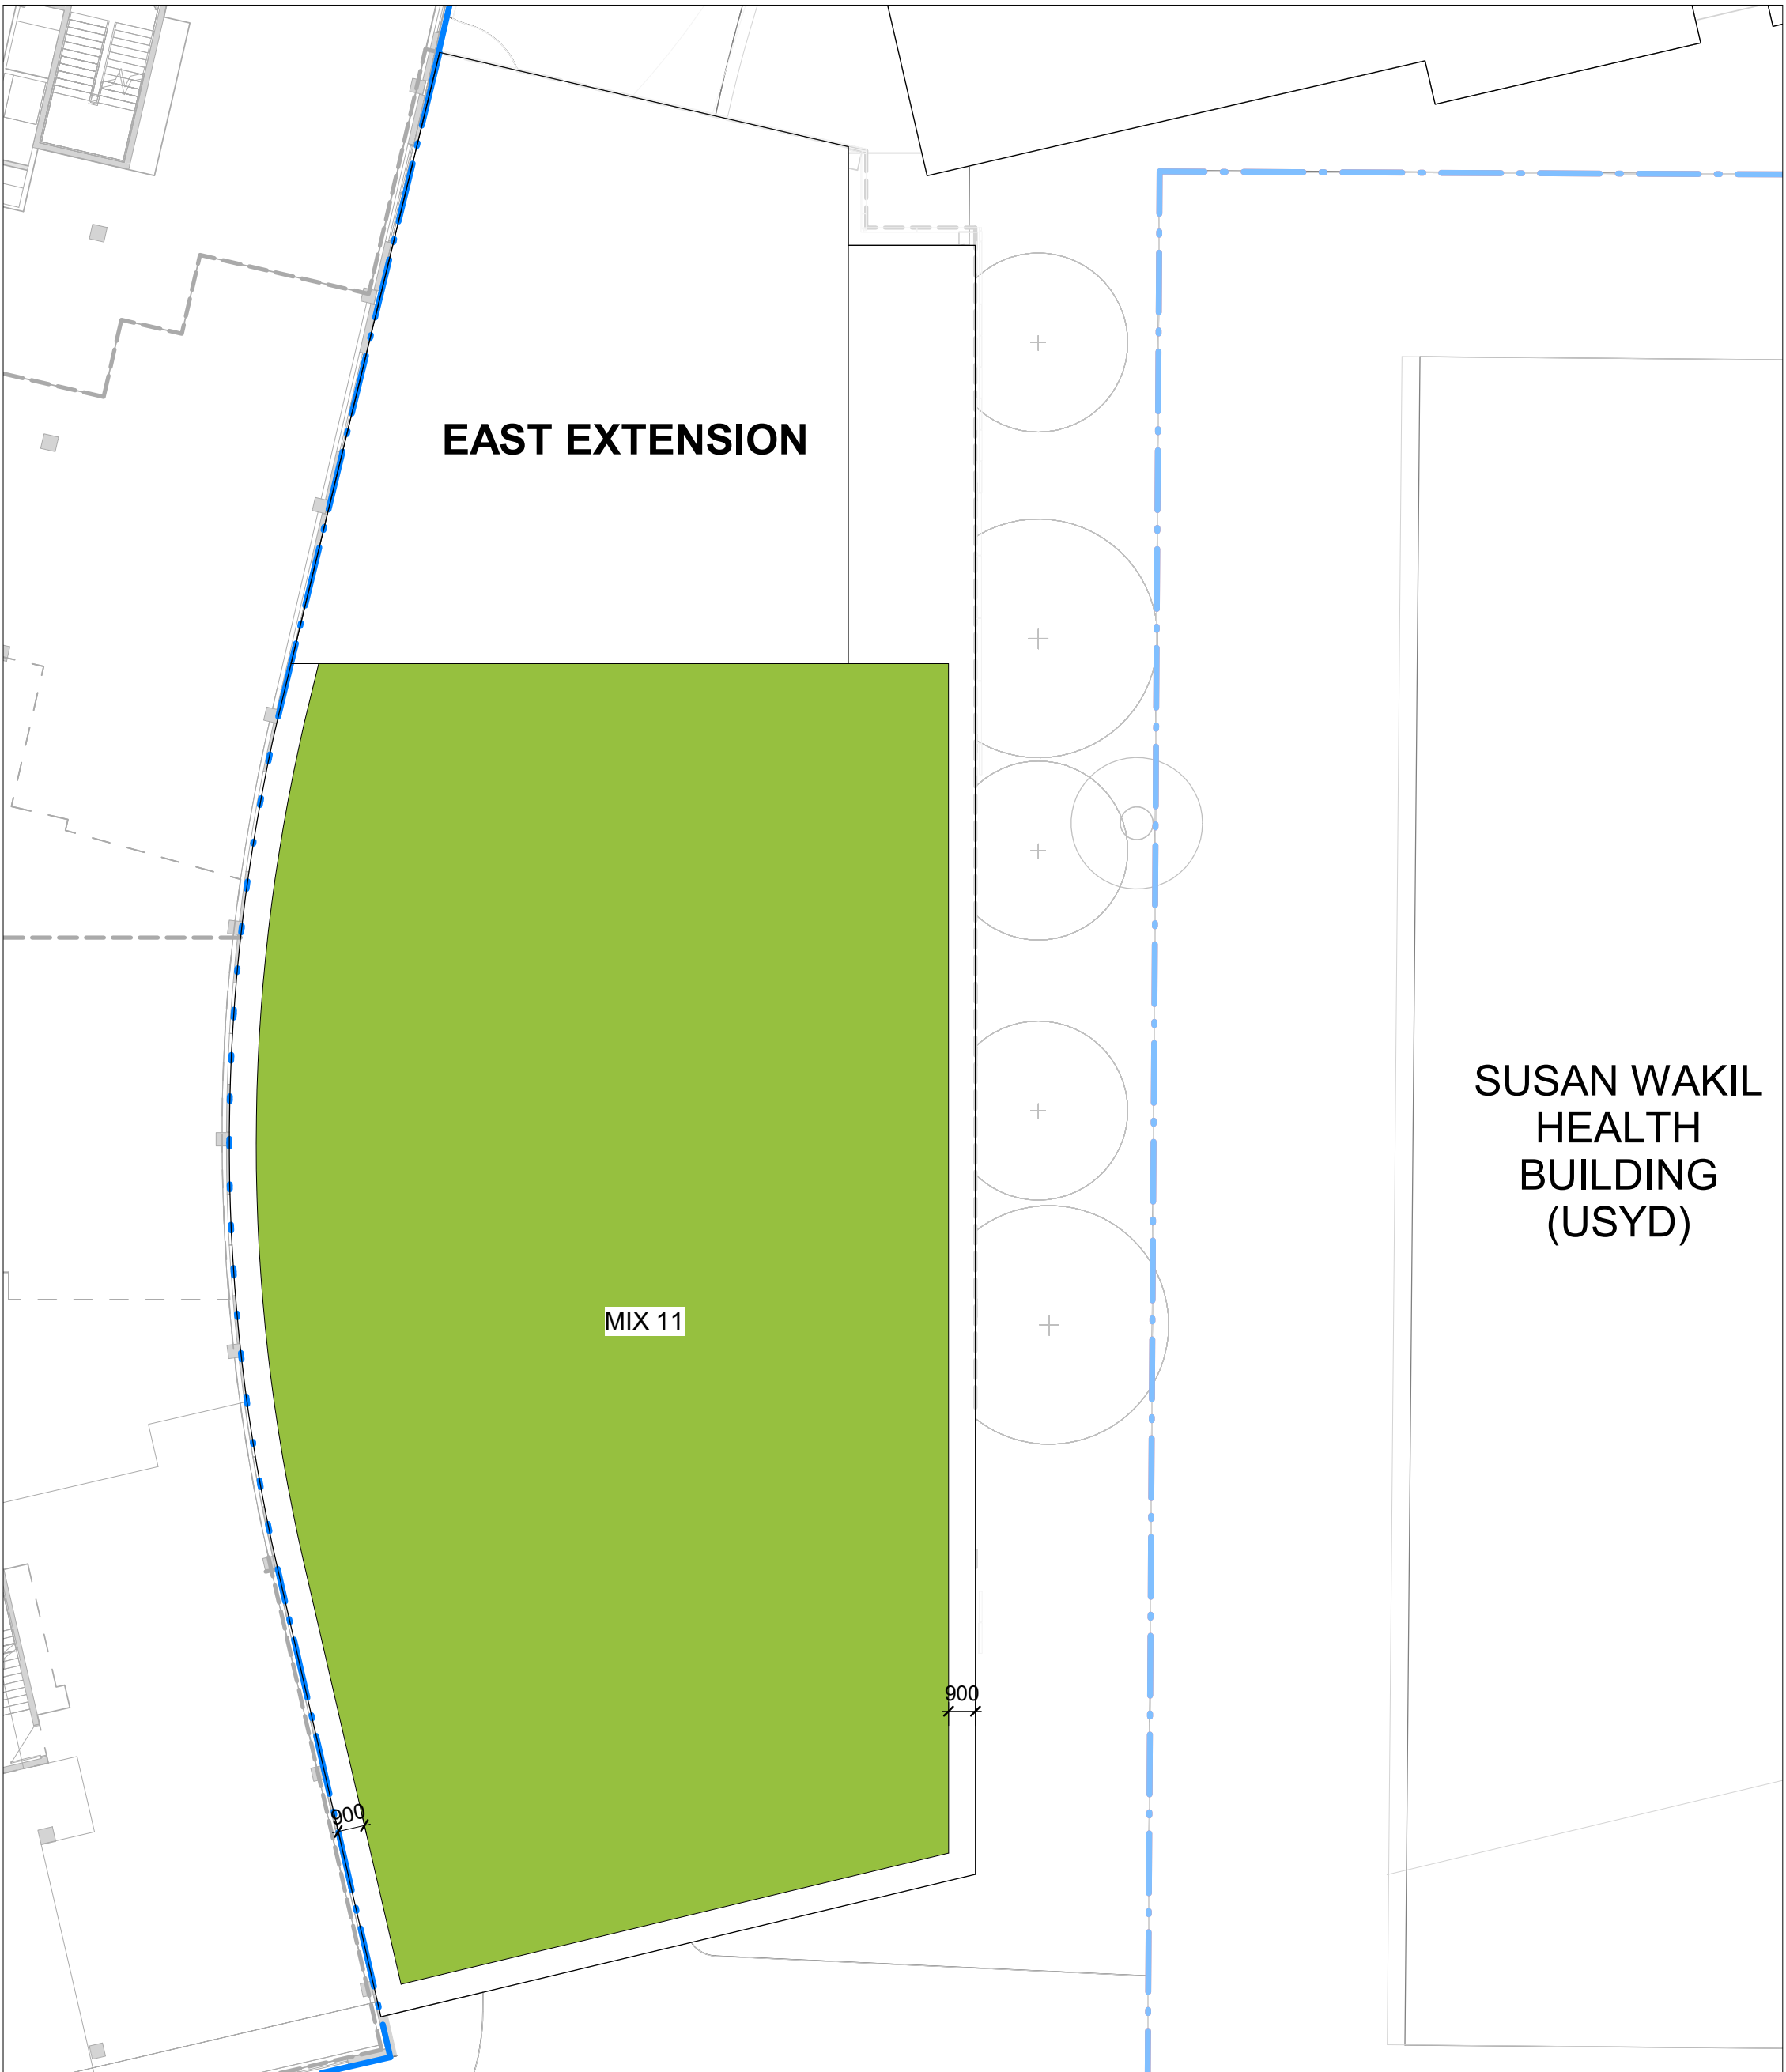 EAST EXTENSION
SUSAN WAKIL
HEALTH
BUILDING
(USYD)
MIX 11
900
900